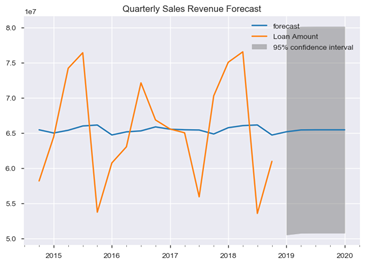 Quarterly Sales Revenue Forecast
1e7
forecast
Loan Amount
95% confidence interval
8.0
7.5
7.0
6.5
6.0
5.5
5.0
2015 2016 2017 2018 2019 2020